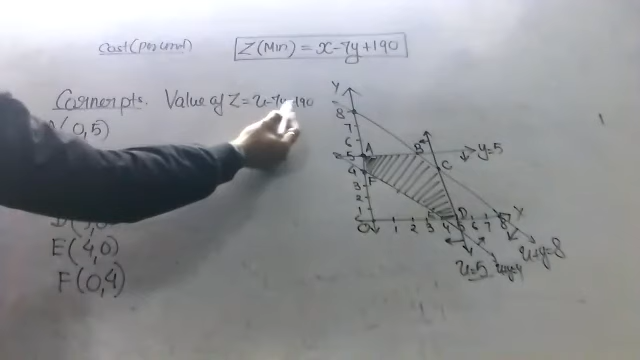 Cost(per unit) Z(Min) = x-7y+190
Corner pts. Value of Z=x-7y+190
A(0,5)
E(4,0)
F(0,4)
Y
8
7
6
5 A B y=5
4 F C
3
2
1
O 1 2 3 4 5 6 7 8
E D
x=5 x+y=4 x+y=8